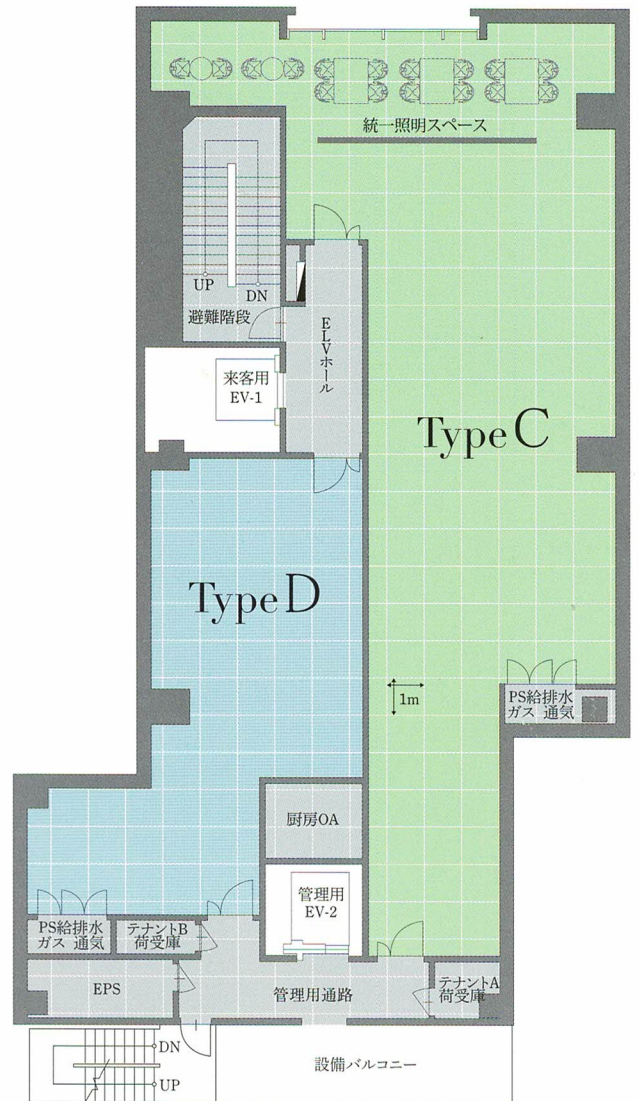 統一照明スペース
UP
DN
避難階段
ELVホール
来客用
EV-1
Type C
Type D
1m
PS給排水
ガス 通気
厨房OA
管理用
EV-2
PS給排水
ガス 通気
テナントB
荷受庫
EPS
管理用通路
テナントA
荷受庫
DN
UP
設備バルコニー